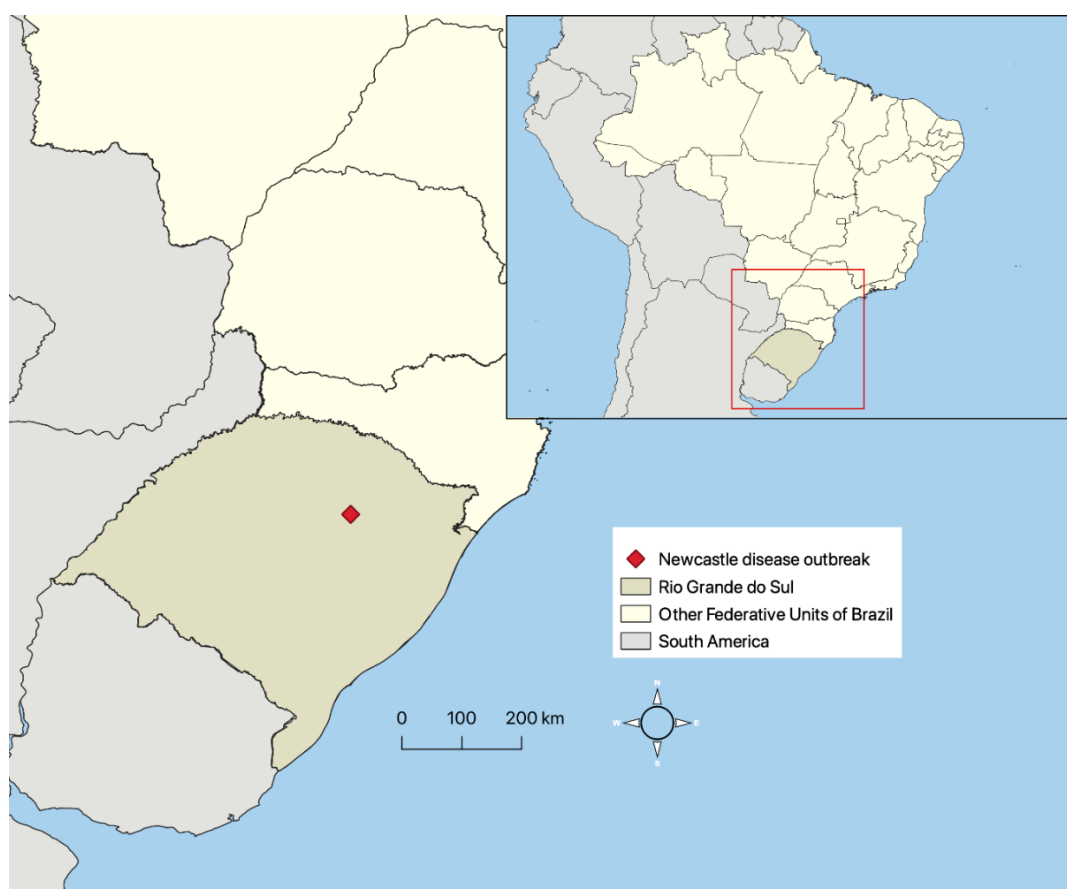 Newcastle disease outbreak
Rio Grande do Sul
Other Federative Units of Brazil
South America
0 100 200 km
N
W E
S